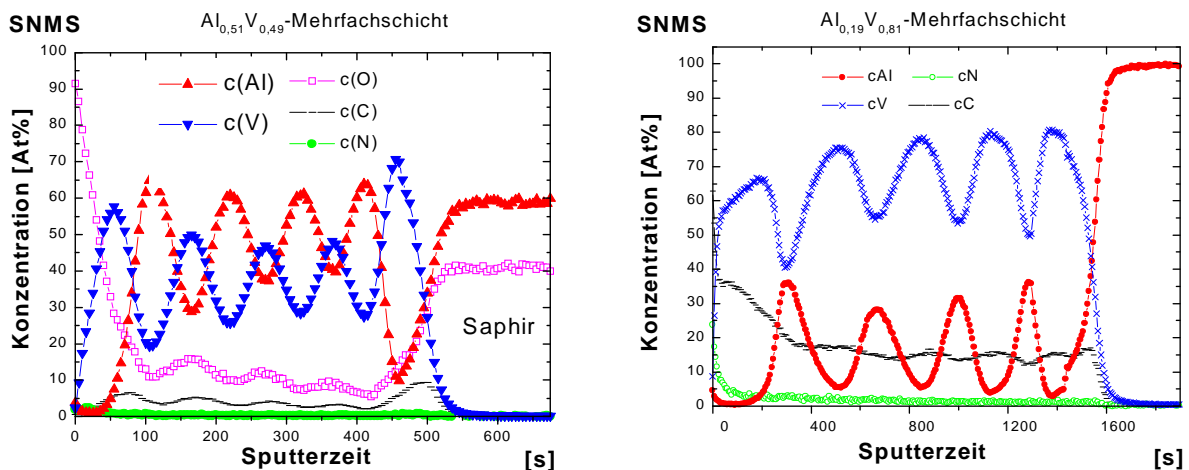 SNMS
Al0,51V0,49-Mehrfachschicht
Konzentration [At%]
100
90
80
70
60
50
40
30
20
10
0
c(Al)
c(V)
c(O)
c(C)
c(N)
Saphir
0 100 200 300 400 500 600
Sputterzeit [s]
SNMS
Al0,19V0,81-Mehrfachschicht
Konzentration [At%]
100
90
80
70
60
50
40
30
20
10
0
cAl cN
cV cC
0 400 800 1200 1600
Sputterzeit [s]